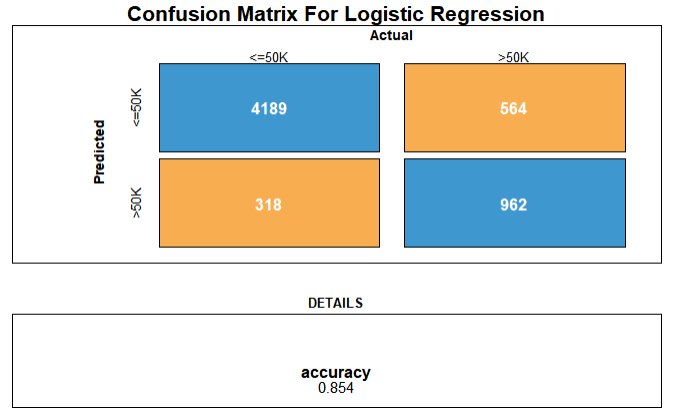 Confusion Matrix For Logistic Regression
Actual
<=50K >50K
Predicted
<=50K
4189 564
>50K
318 962
DETAILS
accuracy
0.854